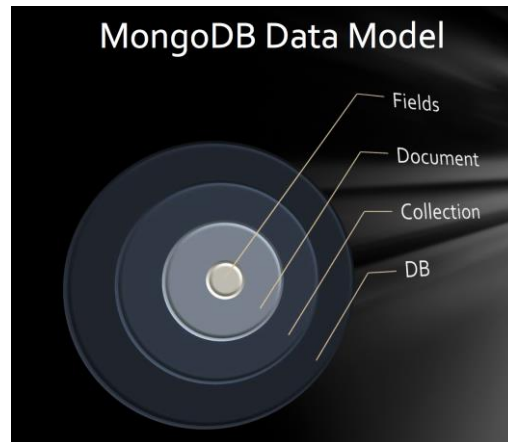 MongoDB Data Model
Fields
Document
Collection
DB